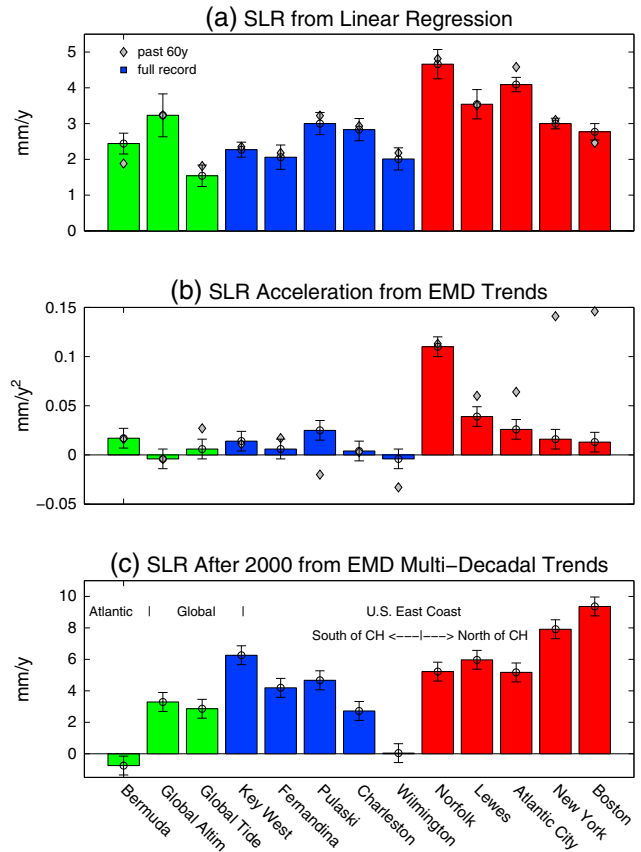 (a) SLR from Linear Regression
past 60y
full record
mm/y
5
4
3
2
1
0
(b) SLR Acceleration from EMD Trends
mm/y²
0.15
0.1
0.05
0
−0.05
(c) SLR After 2000 from EMD Multi−Decadal Trends
mm/y
10
8
6
4
2
0
Atlantic | Global | U.S. East Coast
South of CH <−−−|−−−> North of CH
Bermuda
Global Altim
Global Tide
Key West
Fernandina
Pulaski
Charleston
Wilmington
Norfolk
Lewes
Atlantic City
New York
Boston